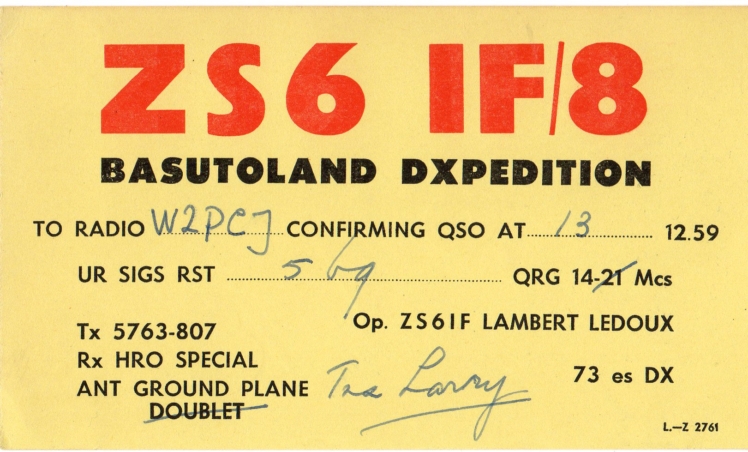 ZS6 IF/8
BASUTOLAND DXPEDITION
TO RADIO W2PCJ CONFIRMING QSO AT 13 12.59
UR SIGS RST 569 QRG 14-21 Mcs
Op. ZS6IF LAMBERT LEDOUX
Tx 5763-807
Rx HRO SPECIAL
ANT GROUND PLANE Tnx Larry 73 es DX
DOUBLET
L.—Z 2761